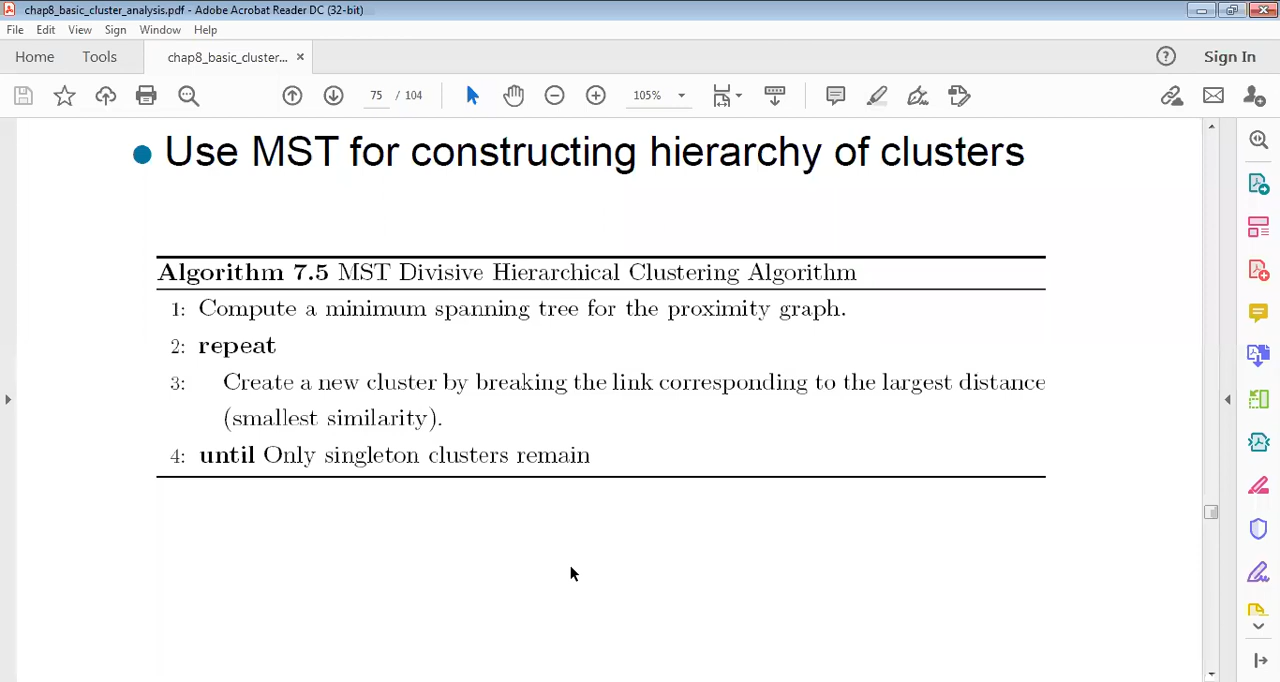 chap8_basic_cluster_analysis.pdf - Adobe Acrobat Reader DC (32-bit)
File Edit View Sign Window Help
Home Tools chap8_basic_cluster... × Sign In
75 / 104 105%
Use MST for constructing hierarchy of clusters
Algorithm 7.5 MST Divisive Hierarchical Clustering Algorithm
1: Compute a minimum spanning tree for the proximity graph.
2: repeat
3: Create a new cluster by breaking the link corresponding to the largest distance
(smallest similarity).
4: until Only singleton clusters remain